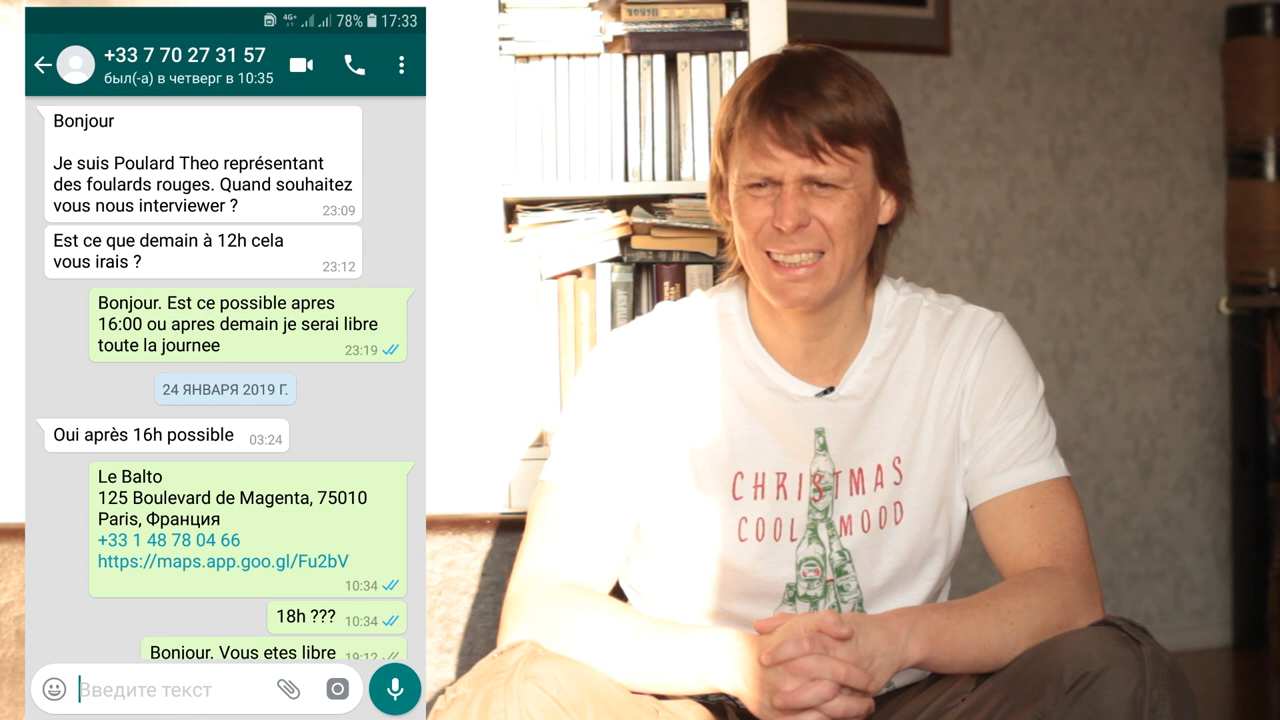 4G+ 78% 17:33
+33 7 70 27 31 57
был(-а) в четверг в 10:35
Bonjour
Je suis Poulard Theo représentant
des foulards rouges. Quand souhaitez
vous nous interviewer ?
23:09
Est ce que demain à 12h cela
vous irais ?
23:12
Bonjour. Est ce possible apres
16:00 ou apres demain je serai libre
toute la journee
23:19
24 ЯНВАРЯ 2019 Г.
Oui après 16h possible
03:24
Le Balto
125 Boulevard de Magenta, 75010
Paris, Франция
+33 1 48 78 04 66
https://maps.app.goo.gl/Fu2bV
10:34
18h ???
10:34
Bonjour. Vous etes libre
19:12
Введите текст
CHRISTMAS
COOL MOOD